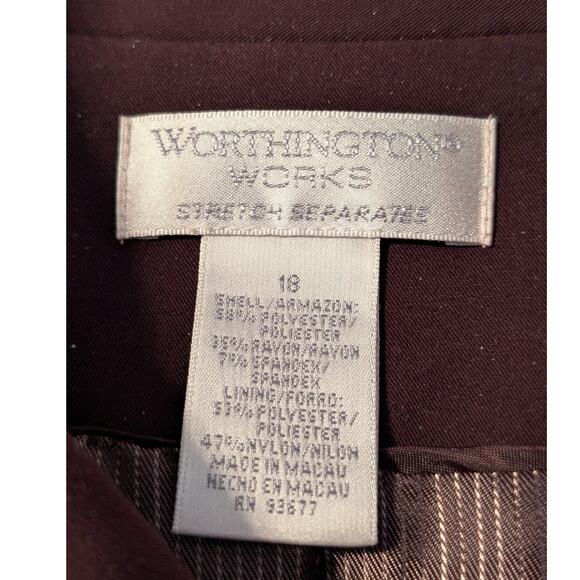 WORTHINGTON®
WORKS
STRETCH SEPARATES
18
SHELL/ARMAZON:
58% POLYESTER/
POLIESTER
35% RAYON/RAYON
7% SPANDEX/
SPANDEX
LINING/FORRO:
53% POLYESTER/
POLIESTER
47% NYLON/NILON
MADE IN MACAU
HECHO EN MACAU
RN 93677